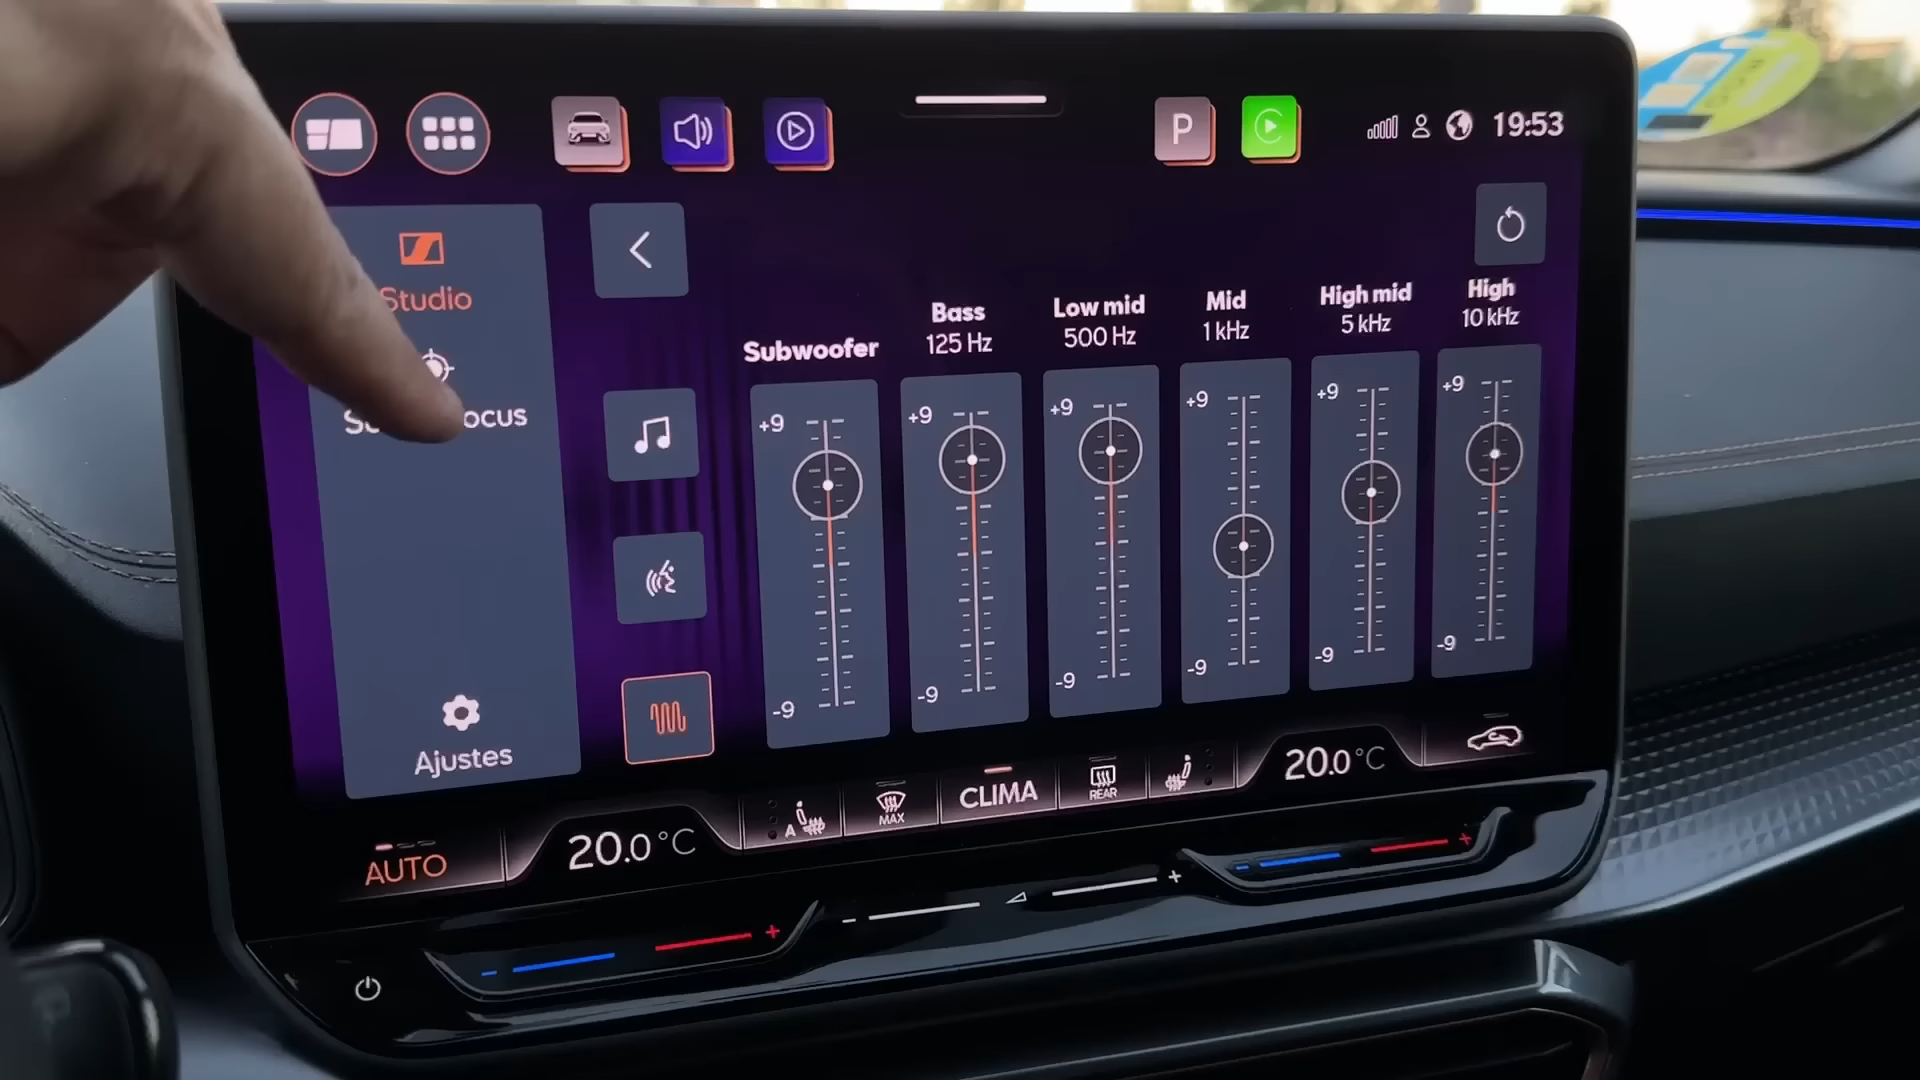 P
19:53
Studio
ocus
Ajustes
Subwoofer
+9
-9
Bass
125 Hz
+9
-9
Low mid
500 Hz
+9
-9
Mid
1 kHz
+9
-9
High mid
5 kHz
+9
-9
High
10 kHz
+9
-9
AUTO
20.0 °C
A
MAX
CLIMA
REAR
20.0 °C
- +
- +
- +